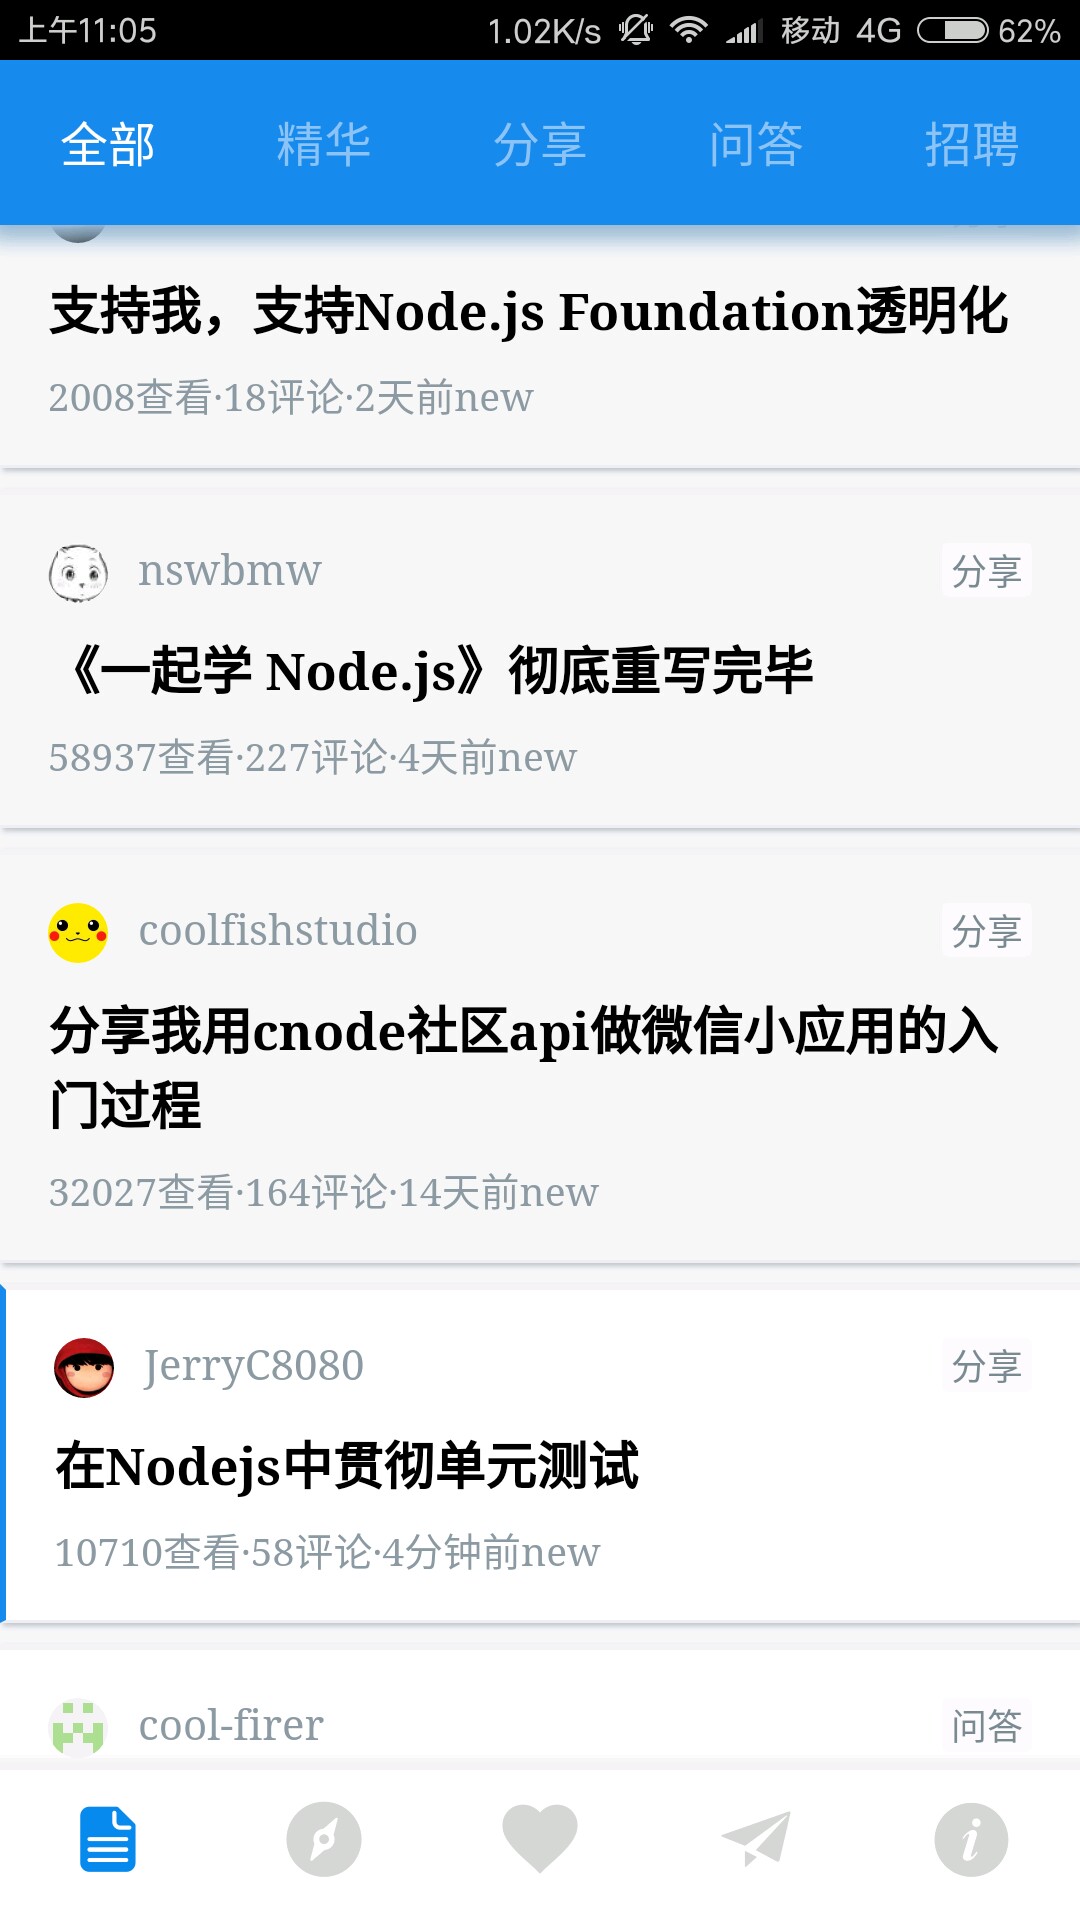 上午11:05 1.02K/s 移动 4G 62%
全部 精华 分享 问答 招聘
支持我，支持Node.js Foundation透明化
2008查看·18评论·2天前new
nswbmw 分享
《一起学 Node.js》彻底重写完毕
58937查看·227评论·4天前new
coolfishstudio 分享
分享我用cnode社区api做微信小应用的入
门过程
32027查看·164评论·14天前new
JerryC8080 分享
在Nodejs中贯彻单元测试
10710查看·58评论·4分钟前new
cool-firer 问答